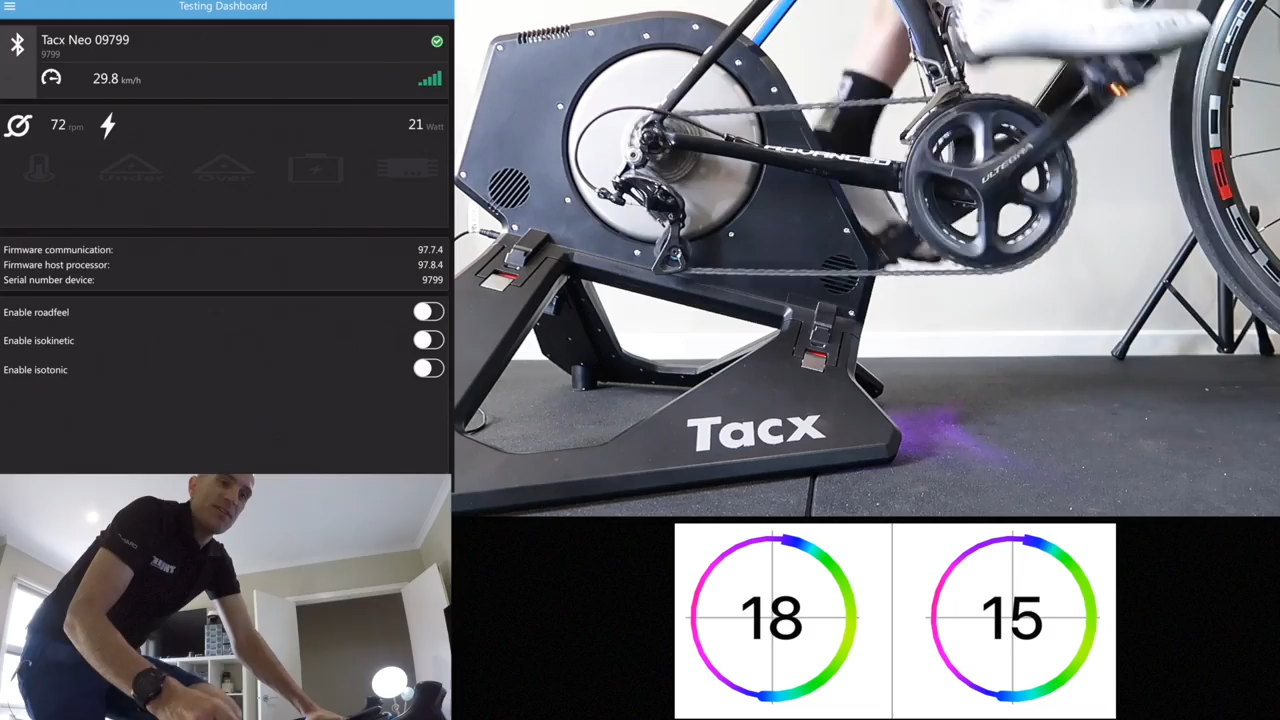 Testing Dashboard
Tacx Neo 09799
9799
29.8 km/h
72 rpm
21 Watt
Under
Over
Firmware communication:
97.7.4
Firmware host processor:
97.8.4
Serial number device:
9799
Enable roadfeel
Enable isokinetic
Enable isotonic
ADVANCED
ULTEGRA
Tacx
18
15